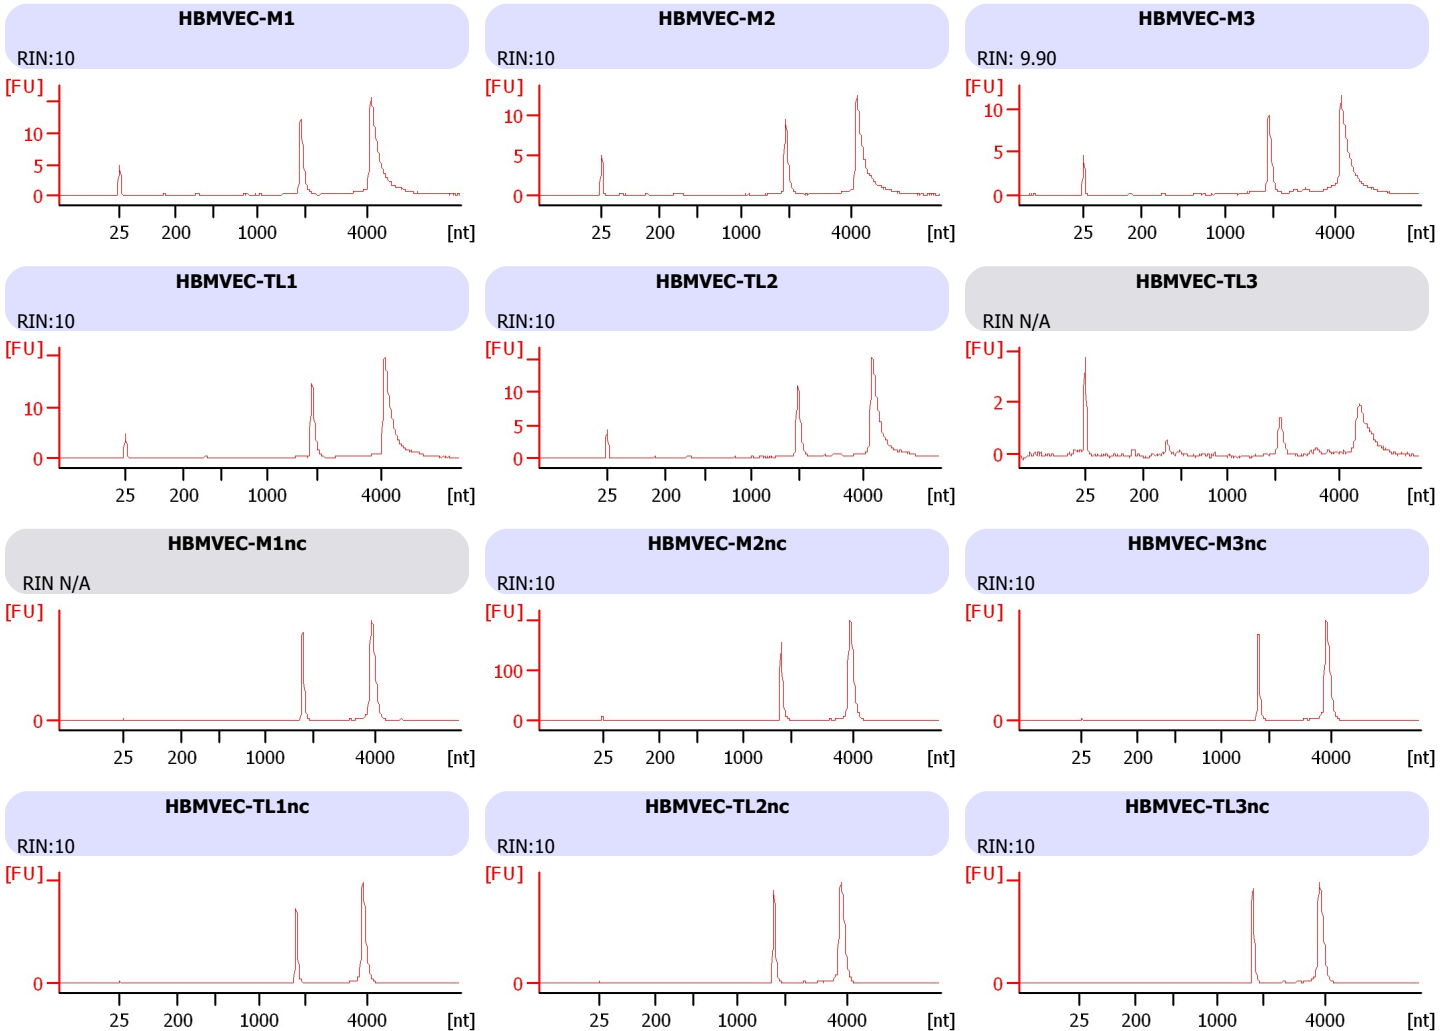 HBMVEC-M1
RIN:10
[FU]
10
5
0
25 200 1000 4000 [nt]
HBMVEC-M2
RIN:10
[FU]
10
5
0
25 200 1000 4000 [nt]
HBMVEC-M3
RIN: 9.90
[FU]
10
5
0
25 200 1000 4000 [nt]
HBMVEC-TL1
RIN:10
[FU]
10
0
25 200 1000 4000 [nt]
HBMVEC-TL2
RIN:10
[FU]
10
5
0
25 200 1000 4000 [nt]
HBMVEC-TL3
RIN N/A
[FU]
2
0
25 200 1000 4000 [nt]
HBMVEC-M1nc
RIN N/A
[FU]
0
25 200 1000 4000 [nt]
HBMVEC-M2nc
RIN:10
[FU]
100
0
25 200 1000 4000 [nt]
HBMVEC-M3nc
RIN:10
[FU]
0
25 200 1000 4000 [nt]
HBMVEC-TL1nc
RIN:10
[FU]
0
25 200 1000 4000 [nt]
HBMVEC-TL2nc
RIN:10
[FU]
0
25 200 1000 4000 [nt]
HBMVEC-TL3nc
RIN:10
[FU]
0
25 200 1000 4000 [nt]